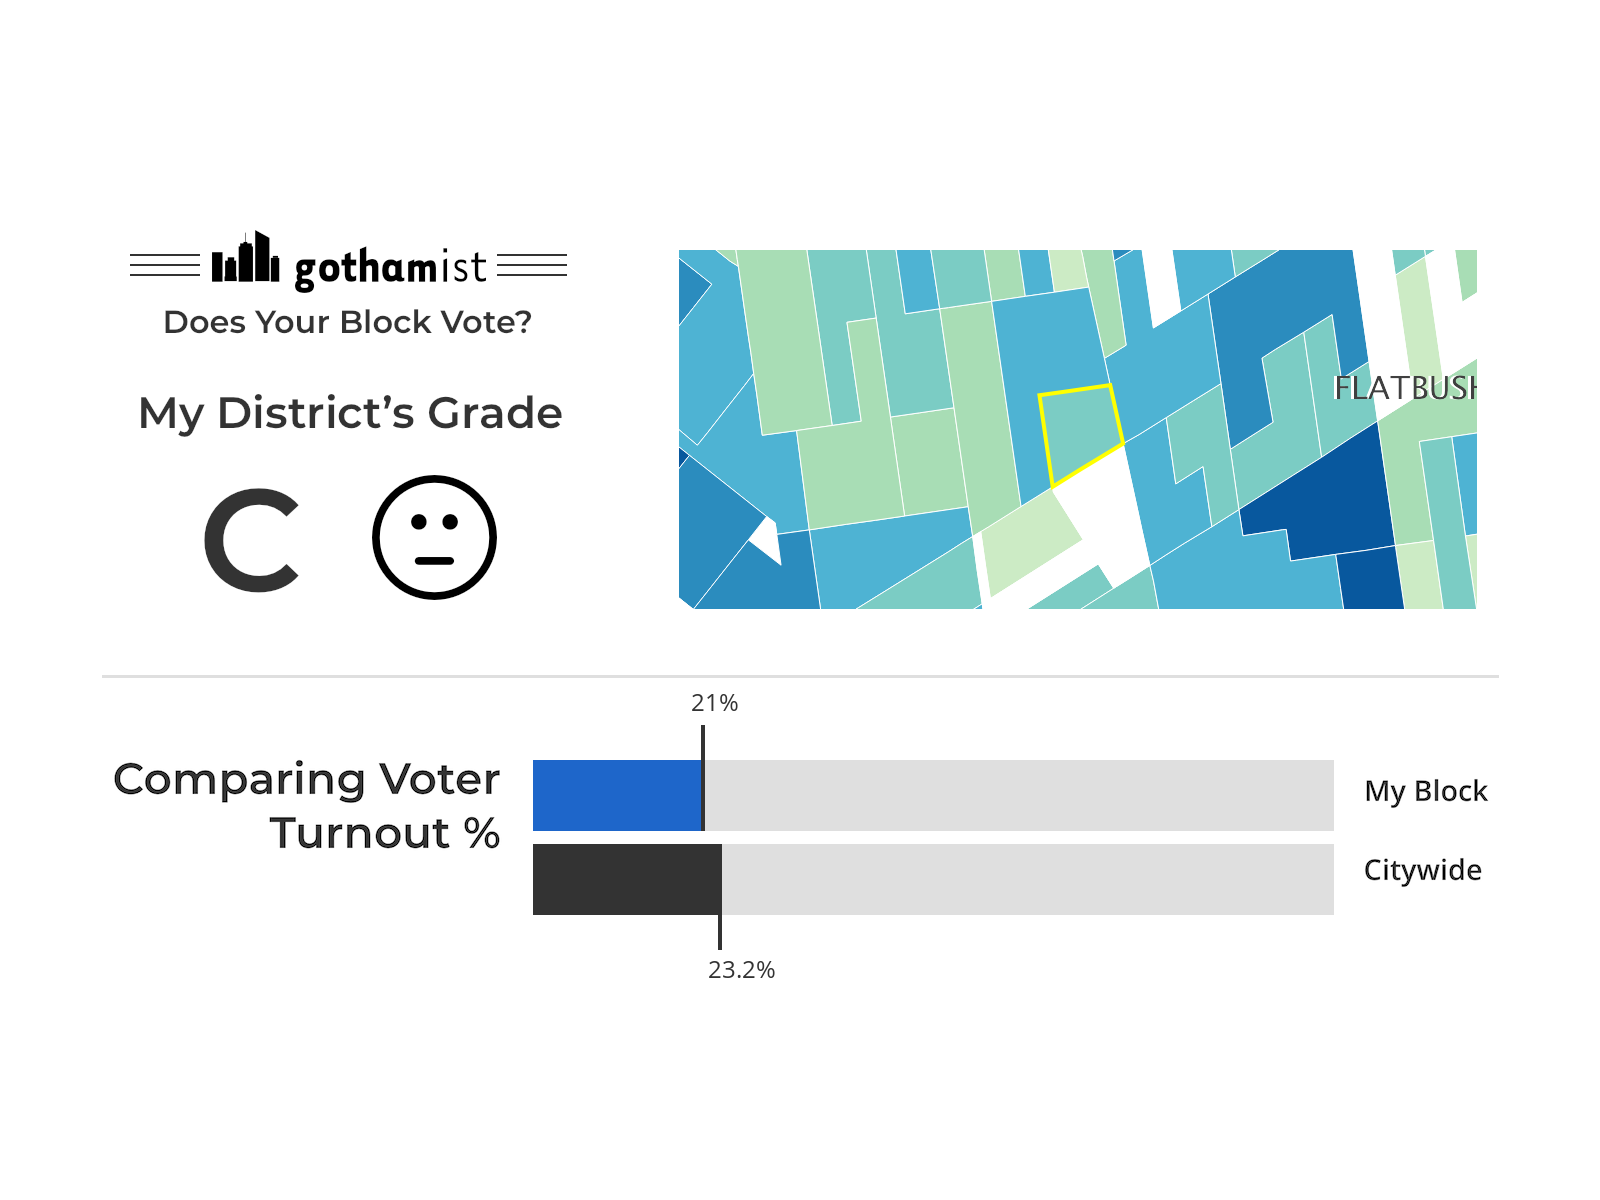 gothamist
Does Your Block Vote?
My District’s Grade
C
FLATBUSH
21%
Comparing Voter
Turnout %
My Block
Citywide
23.2%